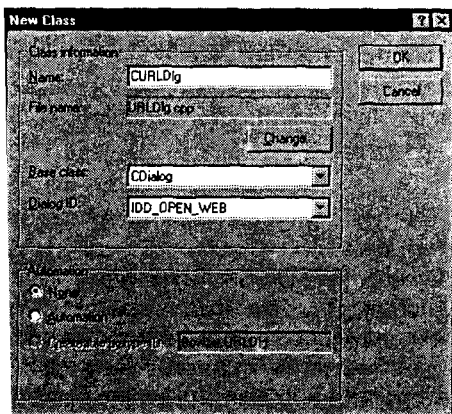 New Class
Class information
Name: CURLDlg
OK
File name: URLDlg.cpp
Cancel
Change...
Base class: CDialog
Dialog ID: IDD_OPEN_WEB
Automation
None
Automation